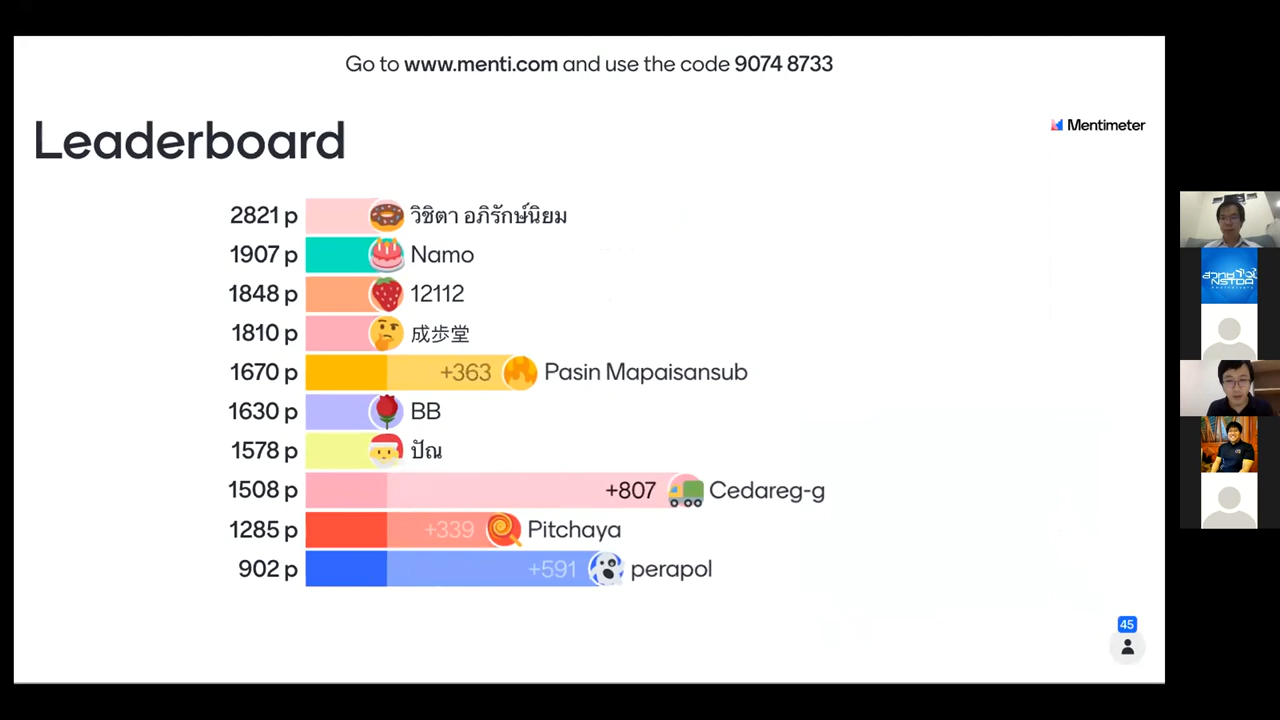 Go to www.menti.com and use the code 9074 8733
Leaderboard
Mentimeter
2821 p วิชิตา อภิรักษ์นิยม
1907 p Namo
1848 p 12112
1810 p 成歩堂
1670 p +363 Pasin Mapaisansub
1630 p BB
1578 p ปัณ
1508 p +807 Cedareg-g
1285 p +339 Pitchaya
902 p +591 perapol
45
NSTDA